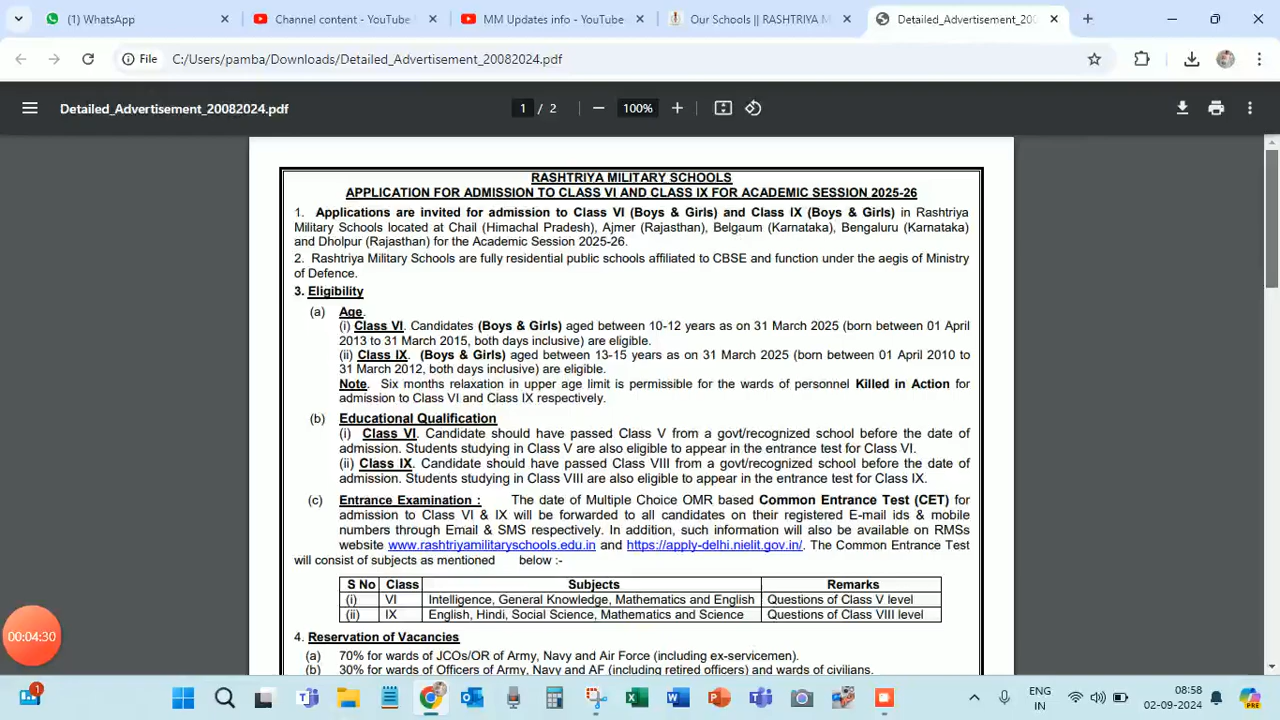 (1) WhatsApp
Channel content - YouTube
MM Updates info - YouTube
Our Schools || RASHTRIYA M
Detailed_Advertisement_200
File
C:/Users/pamba/Downloads/Detailed_Advertisement_20082024.pdf
Detailed_Advertisement_20082024.pdf
1 / 2
100%
RASHTRIYA MILITARY SCHOOLS
APPLICATION FOR ADMISSION TO CLASS VI AND CLASS IX FOR ACADEMIC SESSION 2025-26
1. Applications are invited for admission to Class VI (Boys & Girls) and Class IX (Boys & Girls) in Rashtriya
Military Schools located at Chail (Himachal Pradesh), Ajmer (Rajasthan), Belgaum (Karnataka), Bengaluru (Karnataka)
and Dholpur (Rajasthan) for the Academic Session 2025-26.
2. Rashtriya Military Schools are fully residential public schools affiliated to CBSE and function under the aegis of Ministry
of Defence.
3. Eligibility
(a) Age.
(i) Class VI. Candidates (Boys & Girls) aged between 10-12 years as on 31 March 2025 (born between 01 April
2013 to 31 March 2015, both days inclusive) are eligible.
(ii) Class IX. (Boys & Girls) aged between 13-15 years as on 31 March 2025 (born between 01 April 2010 to
31 March 2012, both days inclusive) are eligible.
Note. Six months relaxation in upper age limit is permissible for the wards of personnel Killed in Action for
admission to Class VI and Class IX respectively.
(b) Educational Qualification
(i) Class VI. Candidate should have passed Class V from a govt/recognized school before the date of
admission. Students studying in Class V are also eligible to appear in the entrance test for Class VI.
(ii) Class IX. Candidate should have passed Class VIII from a govt/recognized school before the date of
admission. Students studying in Class VIII are also eligible to appear in the entrance test for Class IX.
(c) Entrance Examination : The date of Multiple Choice OMR based Common Entrance Test (CET) for
admission to Class VI & IX will be forwarded to all candidates on their registered E-mail ids & mobile
numbers through Email & SMS respectively. In addition, such information will also be available on RMSs
website www.rashtriyamilitaryschools.edu.in and https://apply-delhi.nielit.gov.in/. The Common Entrance Test
will consist of subjects as mentioned below :-
S No Class Subjects Remarks
(i) VI Intelligence, General Knowledge, Mathematics and English Questions of Class V level
(ii) IX English, Hindi, Social Science, Mathematics and Science Questions of Class VIII level
4. Reservation of Vacancies
(a) 70% for wards of JCOs/OR of Army, Navy and Air Force (including ex-servicemen).
(b) 30% for wards of Officers of Army, Navy and AF (including retired officers) and wards of civilians.
00:04:30
1
ENG
IN
08:58
02-09-2024
PRE